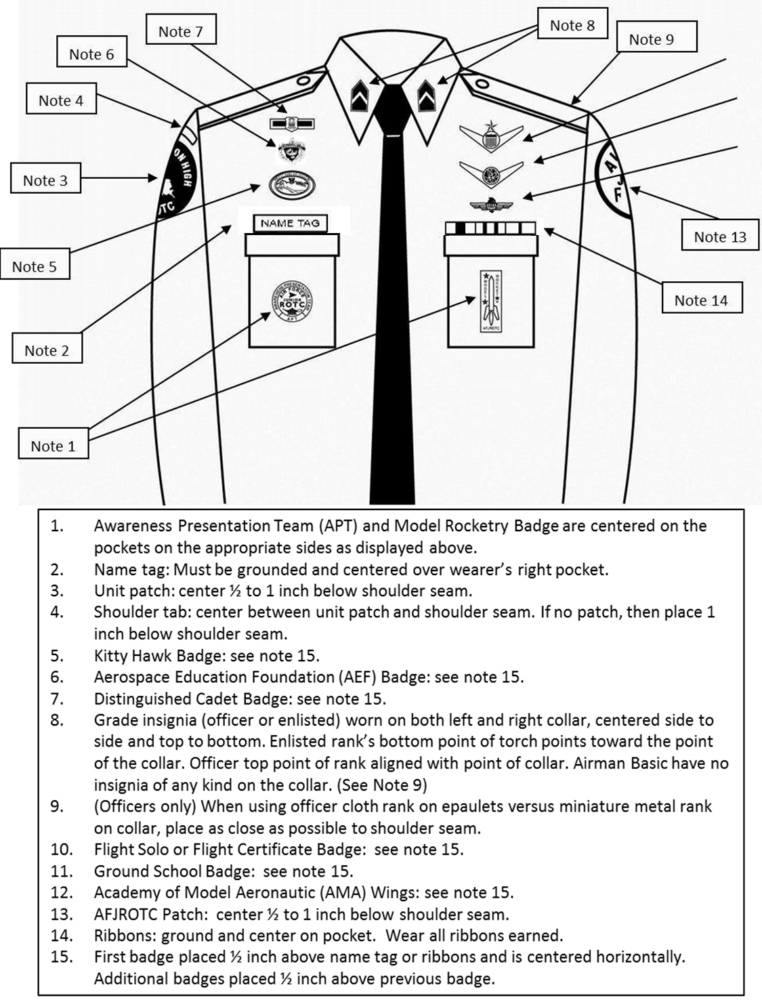 Note 7
Note 8
Note 9
Note 6
Note 4
ON HIGH
Note 3
OTC
A
J
F
NAME TAG
Note 13
Note 5
AWARENESS PRESENTATION TEAM
AIR FORCE
JUNIOR
ROTC
APT
MODEL
ROCKETRY
AFJROTC
Note 14
Note 2
Note 1
1. Awareness Presentation Team (APT) and Model Rocketry Badge are centered on the
pockets on the appropriate sides as displayed above.
2. Name tag: Must be grounded and centered over wearer’s right pocket.
3. Unit patch: center ½ to 1 inch below shoulder seam.
4. Shoulder tab: center between unit patch and shoulder seam. If no patch, then place 1
inch below shoulder seam.
5. Kitty Hawk Badge: see note 15.
6. Aerospace Education Foundation (AEF) Badge: see note 15.
7. Distinguished Cadet Badge: see note 15.
8. Grade insignia (officer or enlisted) worn on both left and right collar, centered side to
side and top to bottom. Enlisted rank’s bottom point of torch points toward the point
of the collar. Officer top point of rank aligned with point of collar. Airman Basic have no
insignia of any kind on the collar. (See Note 9)
9. (Officers only) When using officer cloth rank on epaulets versus miniature metal rank
on collar, place as close as possible to shoulder seam.
10. Flight Solo or Flight Certificate Badge: see note 15.
11. Ground School Badge: see note 15.
12. Academy of Model Aeronautic (AMA) Wings: see note 15.
13. AFJROTC Patch: center ½ to 1 inch below shoulder seam.
14. Ribbons: ground and center on pocket. Wear all ribbons earned.
15. First badge placed ½ inch above name tag or ribbons and is centered horizontally.
Additional badges placed ½ inch above previous badge.